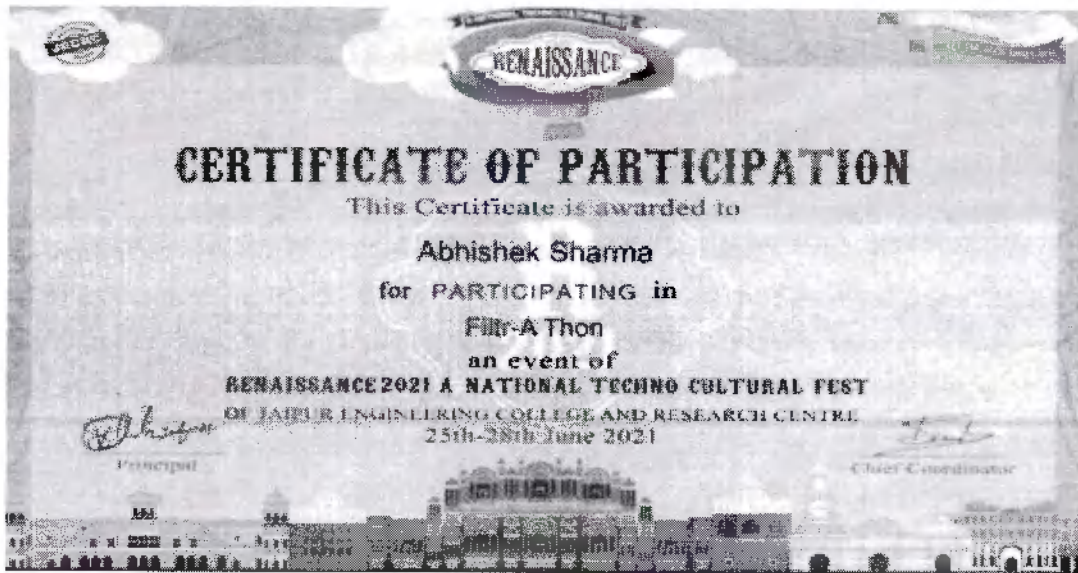 RENAISSANCE
CERTIFICATE OF PARTICIPATION
This Certificate is awarded to
Abhishek Sharma
for PARTICIPATING in
Filtr-A Thon
an event of
RENAISSANCE 2021 A NATIONAL TECHNO CULTURAL FEST
OF JAIPUR ENGINEERING COLLEGE AND RESEARCH CENTRE
25th-28th June 2021
Principal
Chief Coordinator